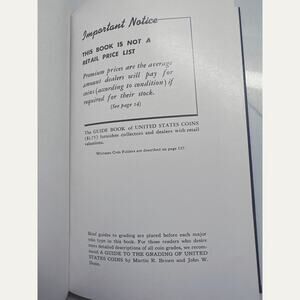 Important Notice
THIS BOOK IS NOT A
RETAIL PRICE LIST
Premium prices are the average
amount dealers will pay for
coins (according to condition) if
required for their stock.
(See page 14)
The GUIDE BOOK of UNITED STATES COINS
($1.75) furnishes collectors and dealers with retail
valuations.
Whitman Coin Folders are described on page 127.
Brief guides to grading are placed before each major
coin type in this book. For those readers who desire
more detailed descriptions of all coin grades, we recom-
mend A GUIDE TO THE GRADING OF UNITED
STATES COINS by Martin R. Brown and John W.
Dunn.